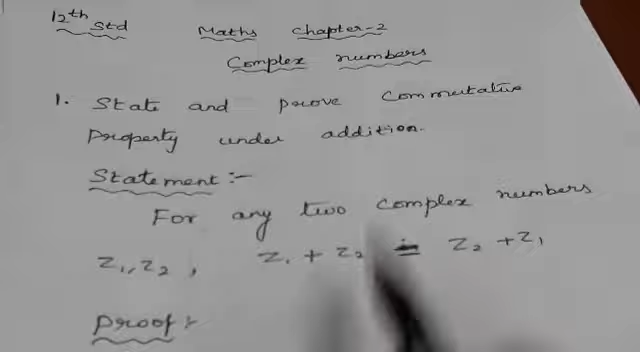 12th Std Maths Chapter-2
Complex numbers
1. State and prove Commutative
Property under addition.
Statement:-
For any two complex numbers
z₁, z₂, z₁ + z₂ = z₂ + z₁
Proof:-